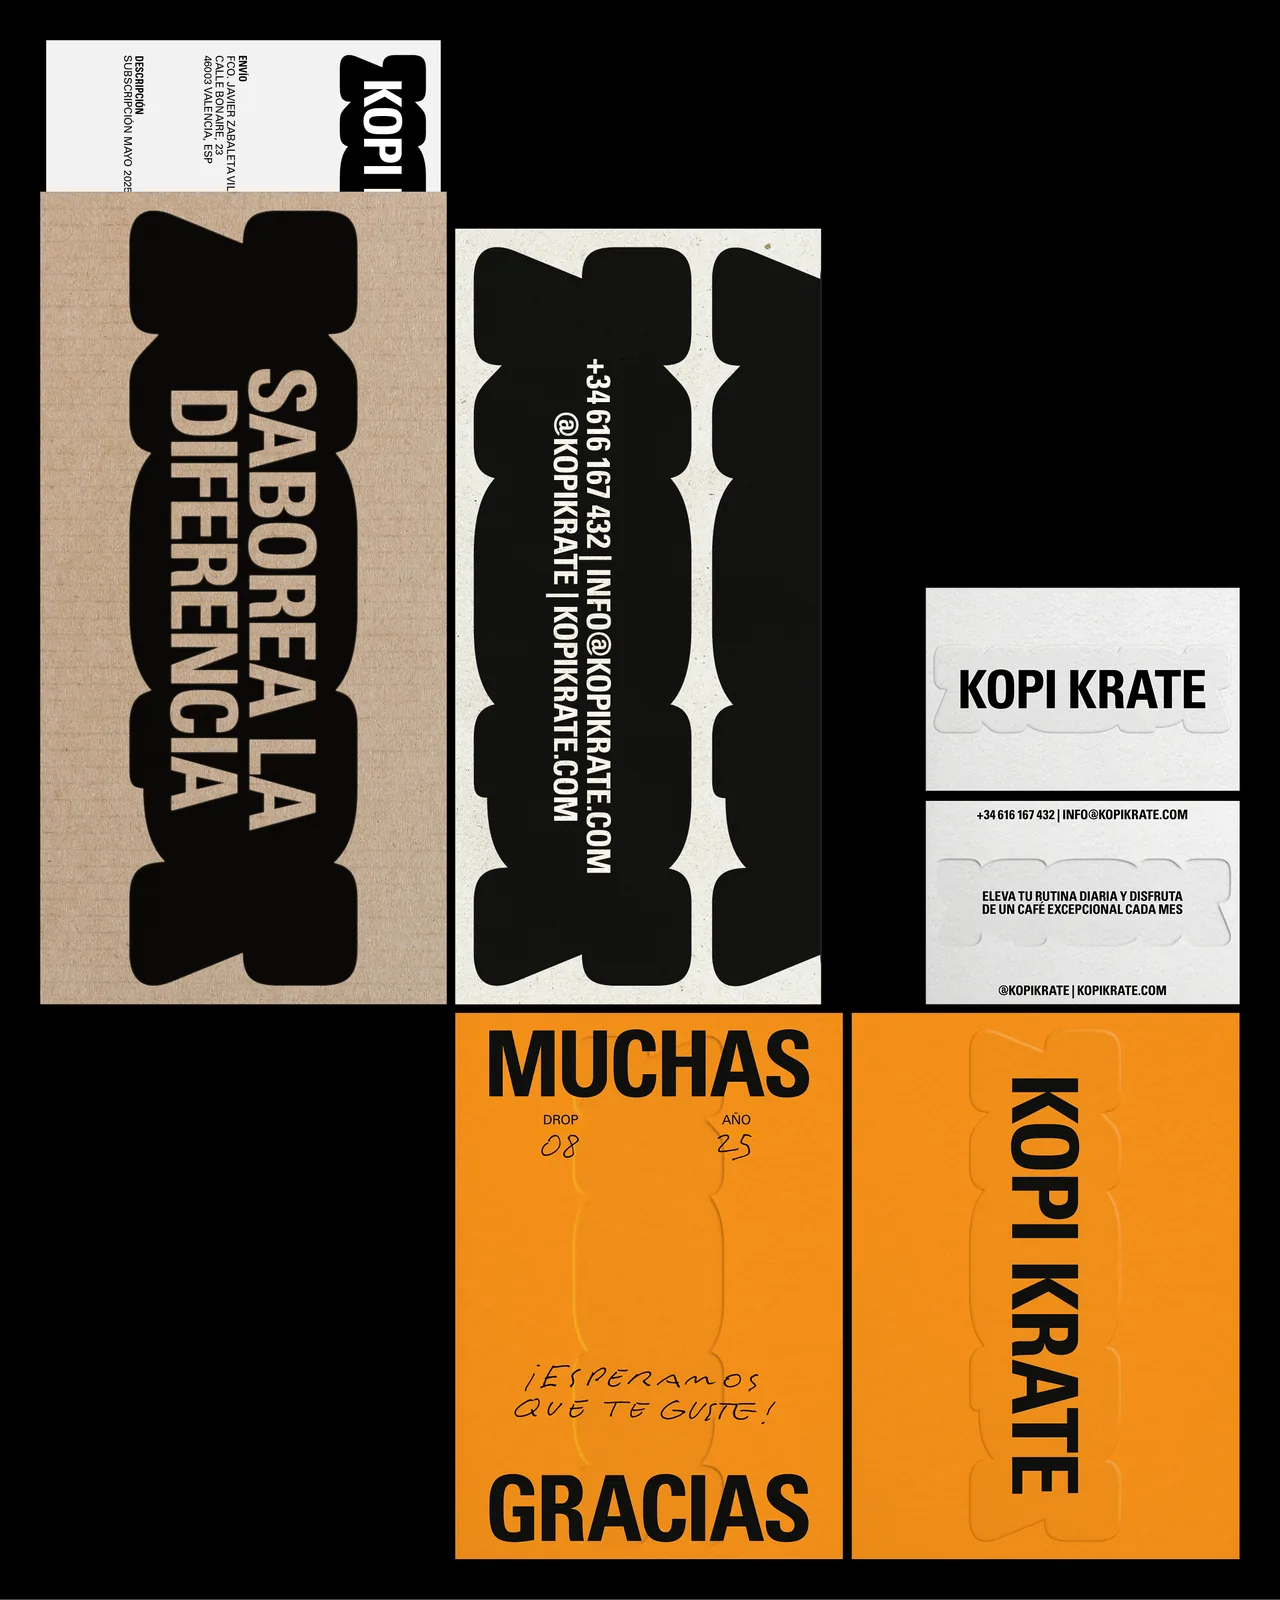 KOPI
ENVÍO
FCO. JAVIER ZABALETA VIL
CALLE BONAIRE, 23
46003 VALENCIA, ESP
DESCRIPCIÓN
SUBSCRIPCIÓN MAYO 2025
SABOREA LA
DIFERENCIA
+34 616 167 432 | INFO@KOPIKRATE.COM
@KOPIKRATE | KOPIKRATE.COM
KOPI KRATE
+34 616 167 432 | INFO@KOPIKRATE.COM
ELEVA TU RUTINA DIARIA Y DISFRUTA
DE UN CAFÉ EXCEPCIONAL CADA MES
@KOPIKRATE | KOPIKRATE.COM
MUCHAS
DROP AÑO
08 25
¡ESPERAMOS
QUE TE GUSTE!
GRACIAS
KOPI KRATE